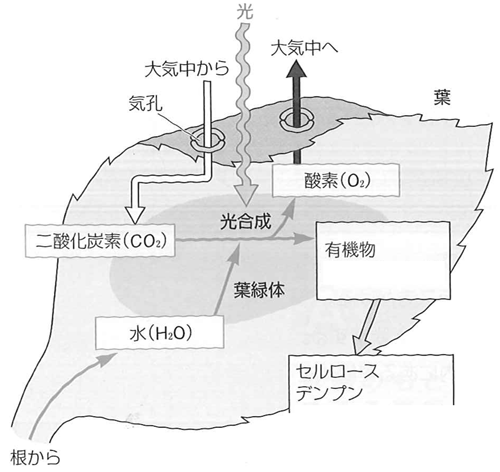 光
大気中から
大気中へ
気孔
葉
酸素(O₂)
光合成
二酸化炭素(CO₂)
有機物
葉緑体
水(H₂O)
セルロース
デンプン
根から